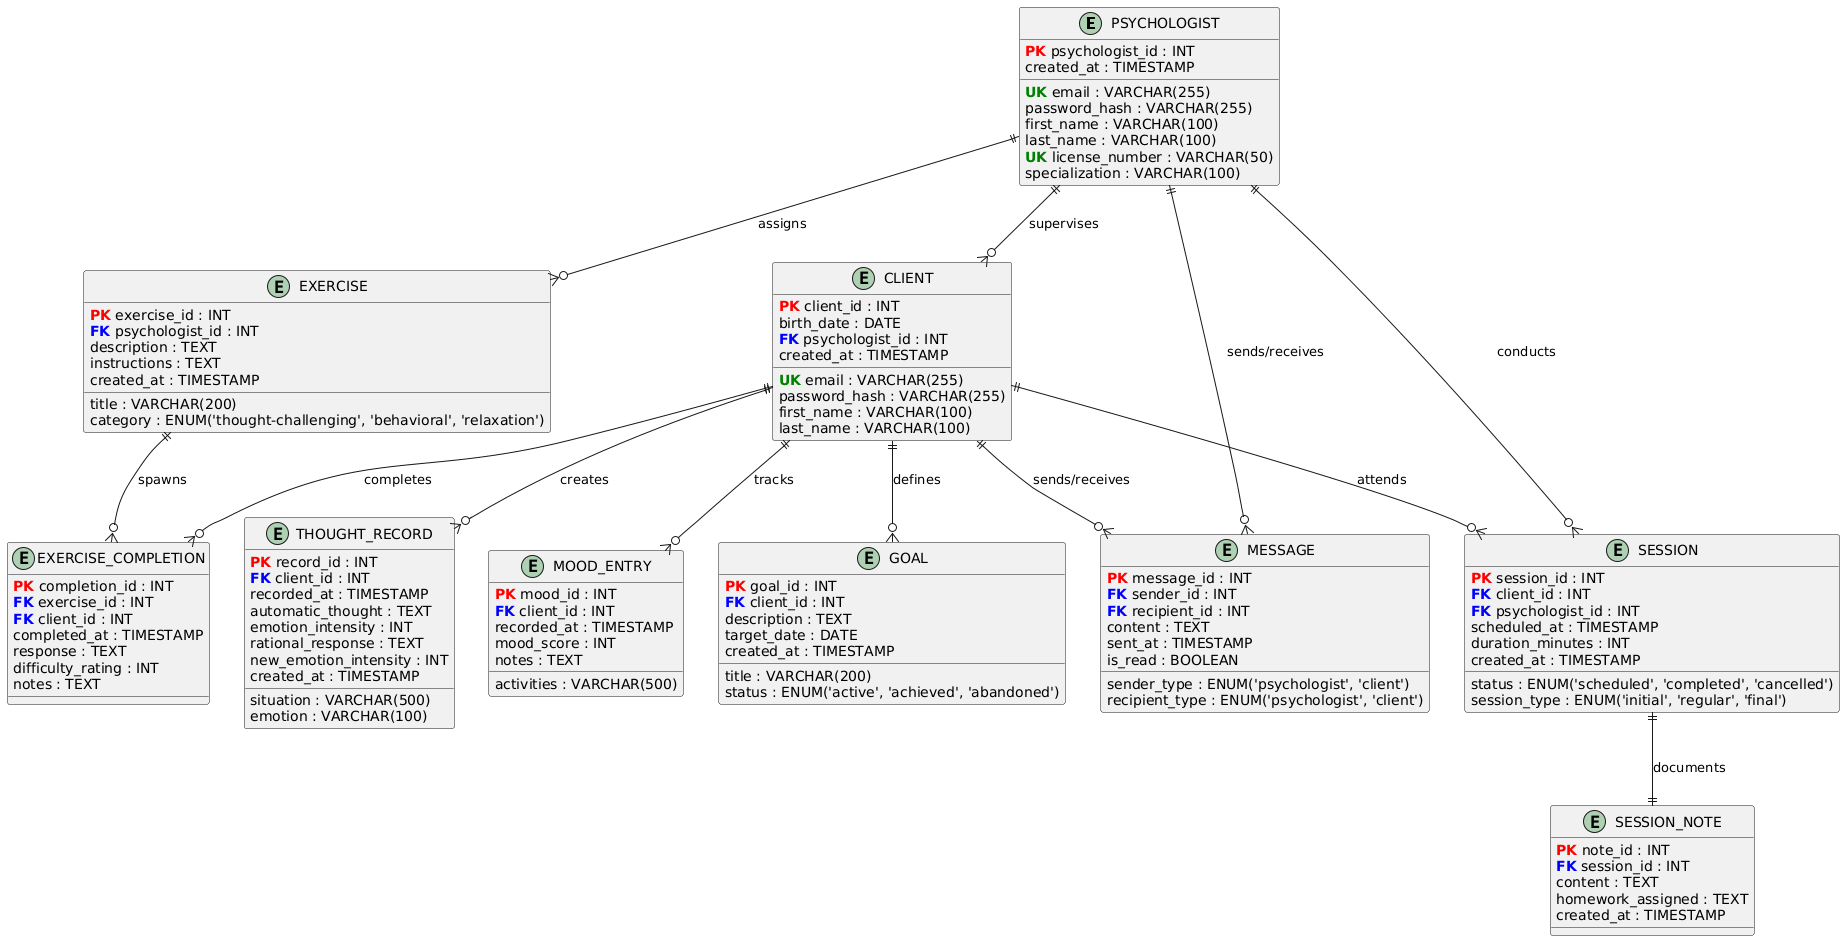 E PSYCHOLOGIST
PK psychologist_id : INT
created_at : TIMESTAMP
UK email : VARCHAR(255)
password_hash : VARCHAR(255)
first_name : VARCHAR(100)
last_name : VARCHAR(100)
UK license_number : VARCHAR(50)
specialization : VARCHAR(100)
assigns
supervises
sends/receives
conducts
E EXERCISE
PK exercise_id : INT
FK psychologist_id : INT
description : TEXT
instructions : TEXT
created_at : TIMESTAMP
title : VARCHAR(200)
category : ENUM('thought-challenging', 'behavioral', 'relaxation')
E CLIENT
PK client_id : INT
birth_date : DATE
FK psychologist_id : INT
created_at : TIMESTAMP
UK email : VARCHAR(255)
password_hash : VARCHAR(255)
first_name : VARCHAR(100)
last_name : VARCHAR(100)
spawns
completes
creates
tracks
defines
sends/receives
attends
E EXERCISE_COMPLETION
PK completion_id : INT
FK exercise_id : INT
FK client_id : INT
completed_at : TIMESTAMP
response : TEXT
difficulty_rating : INT
notes : TEXT
E THOUGHT_RECORD
PK record_id : INT
FK client_id : INT
recorded_at : TIMESTAMP
automatic_thought : TEXT
emotion_intensity : INT
rational_response : TEXT
new_emotion_intensity : INT
created_at : TIMESTAMP
situation : VARCHAR(500)
emotion : VARCHAR(100)
E MOOD_ENTRY
PK mood_id : INT
FK client_id : INT
recorded_at : TIMESTAMP
mood_score : INT
notes : TEXT
activities : VARCHAR(500)
E GOAL
PK goal_id : INT
FK client_id : INT
description : TEXT
target_date : DATE
created_at : TIMESTAMP
title : VARCHAR(200)
status : ENUM('active', 'achieved', 'abandoned')
E MESSAGE
PK message_id : INT
FK sender_id : INT
FK recipient_id : INT
content : TEXT
sent_at : TIMESTAMP
is_read : BOOLEAN
sender_type : ENUM('psychologist', 'client')
recipient_type : ENUM('psychologist', 'client')
E SESSION
PK session_id : INT
FK client_id : INT
FK psychologist_id : INT
scheduled_at : TIMESTAMP
duration_minutes : INT
created_at : TIMESTAMP
status : ENUM('scheduled', 'completed', 'cancelled')
session_type : ENUM('initial', 'regular', 'final')
documents
E SESSION_NOTE
PK note_id : INT
FK session_id : INT
content : TEXT
homework_assigned : TEXT
created_at : TIMESTAMP